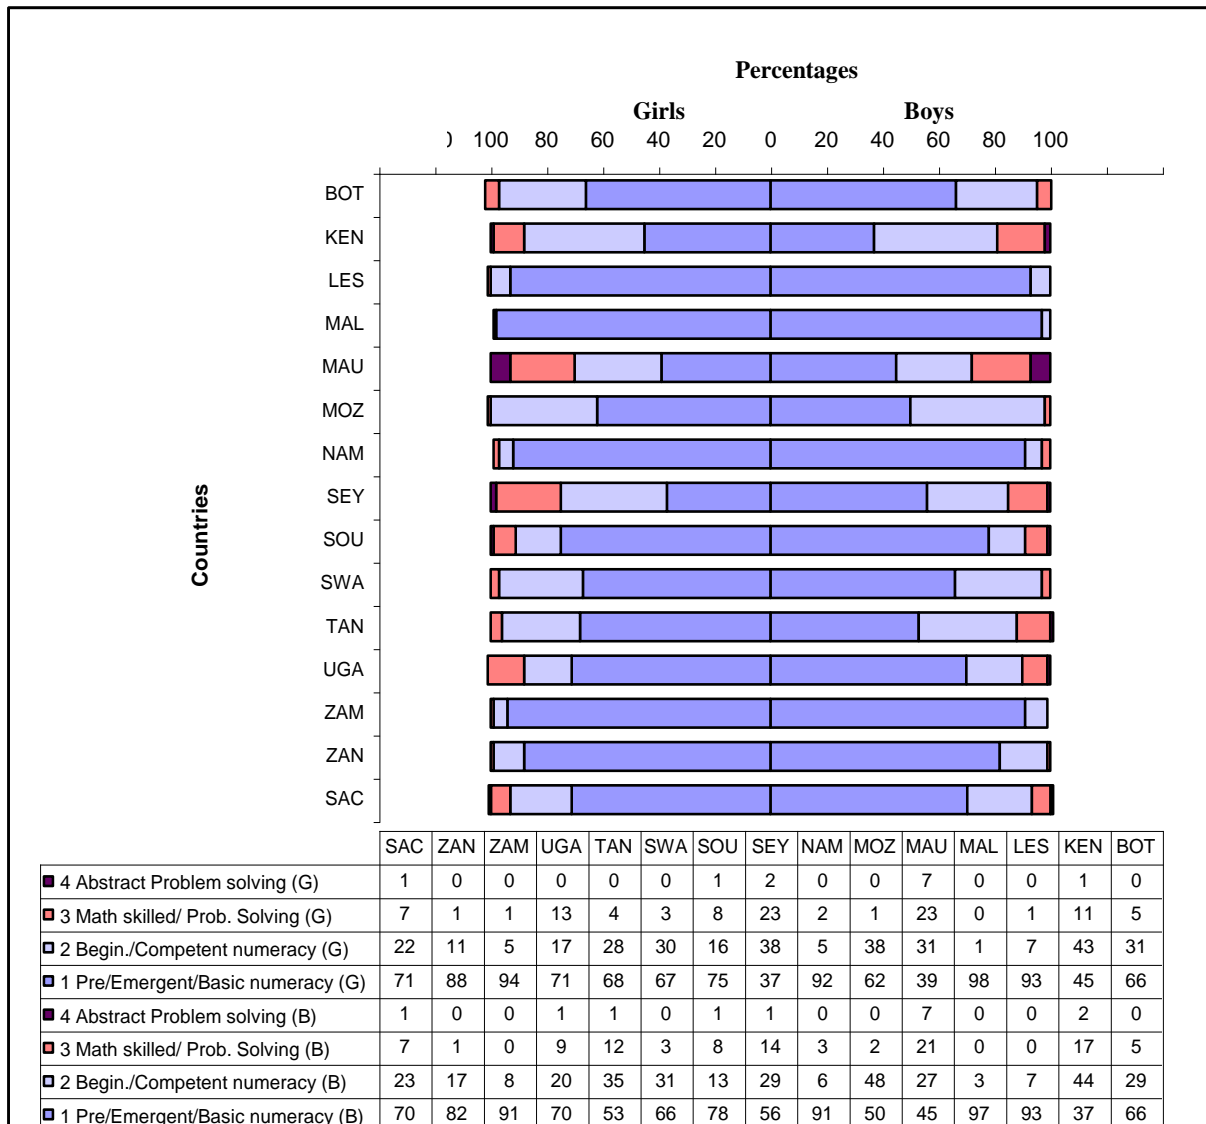 Percentages
Girls Boys
0 100 80 60 40 20 0 20 40 60 80 100
BOT
KEN
LES
MAL
MAU
MOZ
NAM
SEY
SOU
SWA
TAN
UGA
ZAM
ZAN
SAC
Countries
SAC ZAN ZAM UGA TAN SWA SOU SEY NAM MOZ MAU MAL LES KEN BOT
4 Abstract Problem solving (G) 1 0 0 0 0 0 1 2 0 0 7 0 0 1 0
3 Math skilled/ Prob. Solving (G) 7 1 1 13 4 3 8 23 2 1 23 0 1 11 5
2 Begin./Competent numeracy (G) 22 11 5 17 28 30 16 38 5 38 31 1 7 43 31
1 Pre/Emergent/Basic numeracy (G) 71 88 94 71 68 67 75 37 92 62 39 98 93 45 66
4 Abstract Problem solving (B) 1 0 0 1 1 0 1 1 0 0 7 0 0 2 0
3 Math skilled/ Prob. Solving (B) 7 1 0 9 12 3 8 14 3 2 21 0 0 17 5
2 Begin./Competent numeracy (B) 23 17 8 20 35 31 13 29 6 48 27 3 7 44 29
1 Pre/Emergent/Basic numeracy (B) 70 82 91 70 53 66 78 56 91 50 45 97 93 37 66